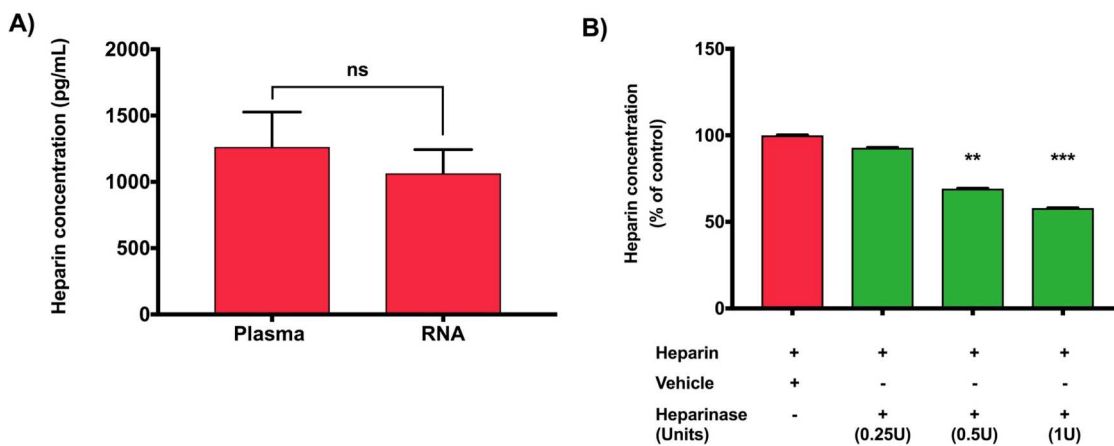 A)
Heparin concentration (pg/mL)
2000
1500
1000
500
0
ns
Plasma RNA
B)
Heparin concentration
(% of control)
150
100
50
0
** ***
Heparin + + + +
Vehicle + - - -
Heparinase - + + +
(Units) (0.25U) (0.5U) (1U)